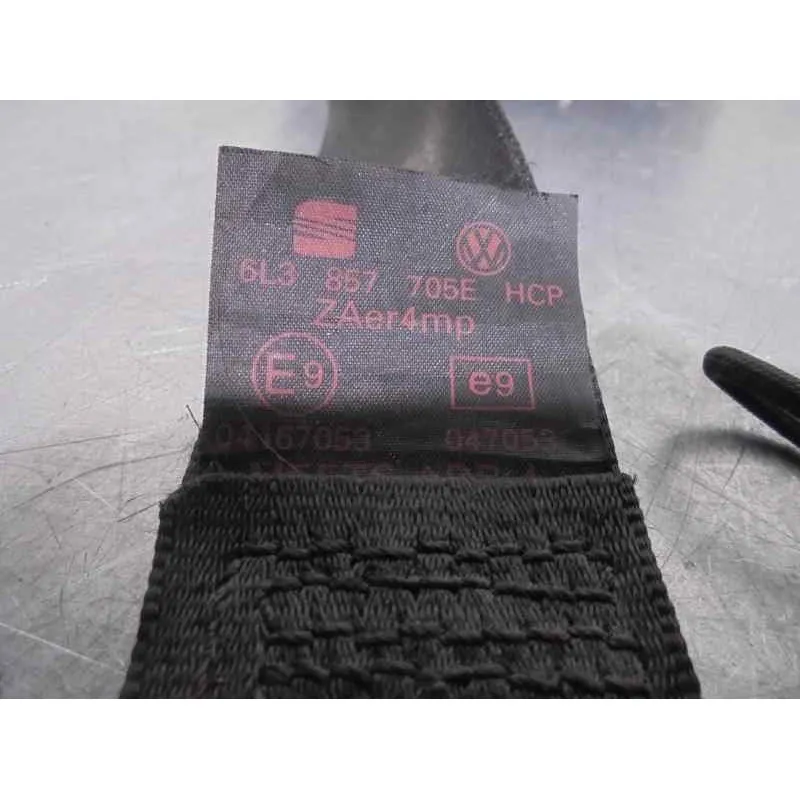 6L3 857 705E HCP
ZAer4mp
E9 e9
04167053 047053